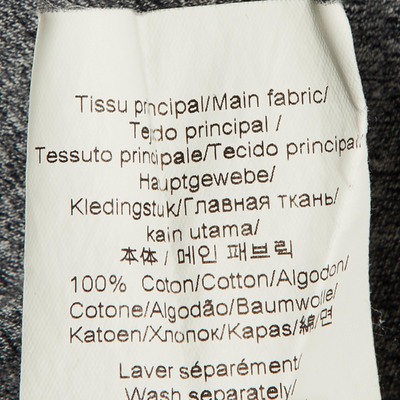 Tissu principal/Main fabric/
Tejido principal /
Tessuto principale/Tecido principal/
Hauptgewebe/
Kledingstuk/Главная ткань/
kain utama/
本体 / 메인 패브릭
100% Coton/Cotton/Algodon/
Cotone/Algodão/Baumwolle/
Katoen/Хлопок/Kapas/綿/면
Laver séparément/
Wash separately/